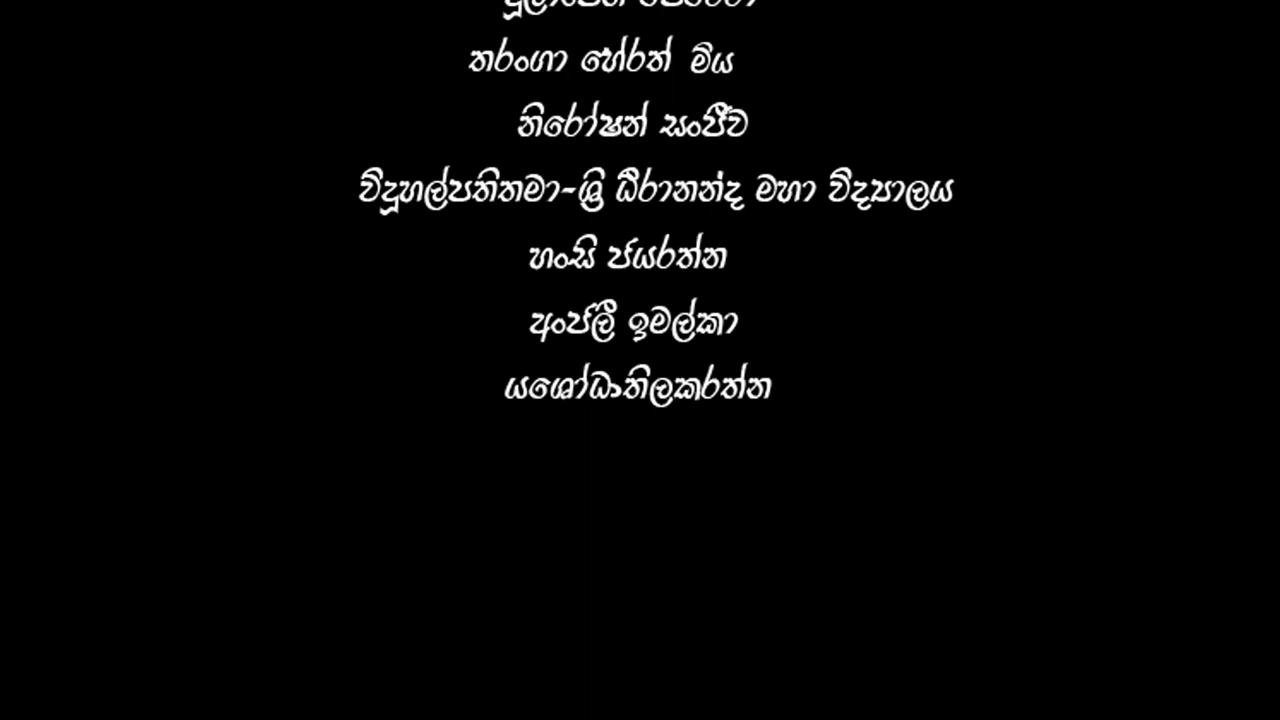 තරංගා හේරත් මිය
නිරෝෂන් සංජීව
විදූහල්පතිතමා-ශ්‍රි ධීරානන්ද මහා විද්‍යාලය
හංසි ජයරත්න
අංජලී ඉමල්කා
යශෝධාතිලකරත්න